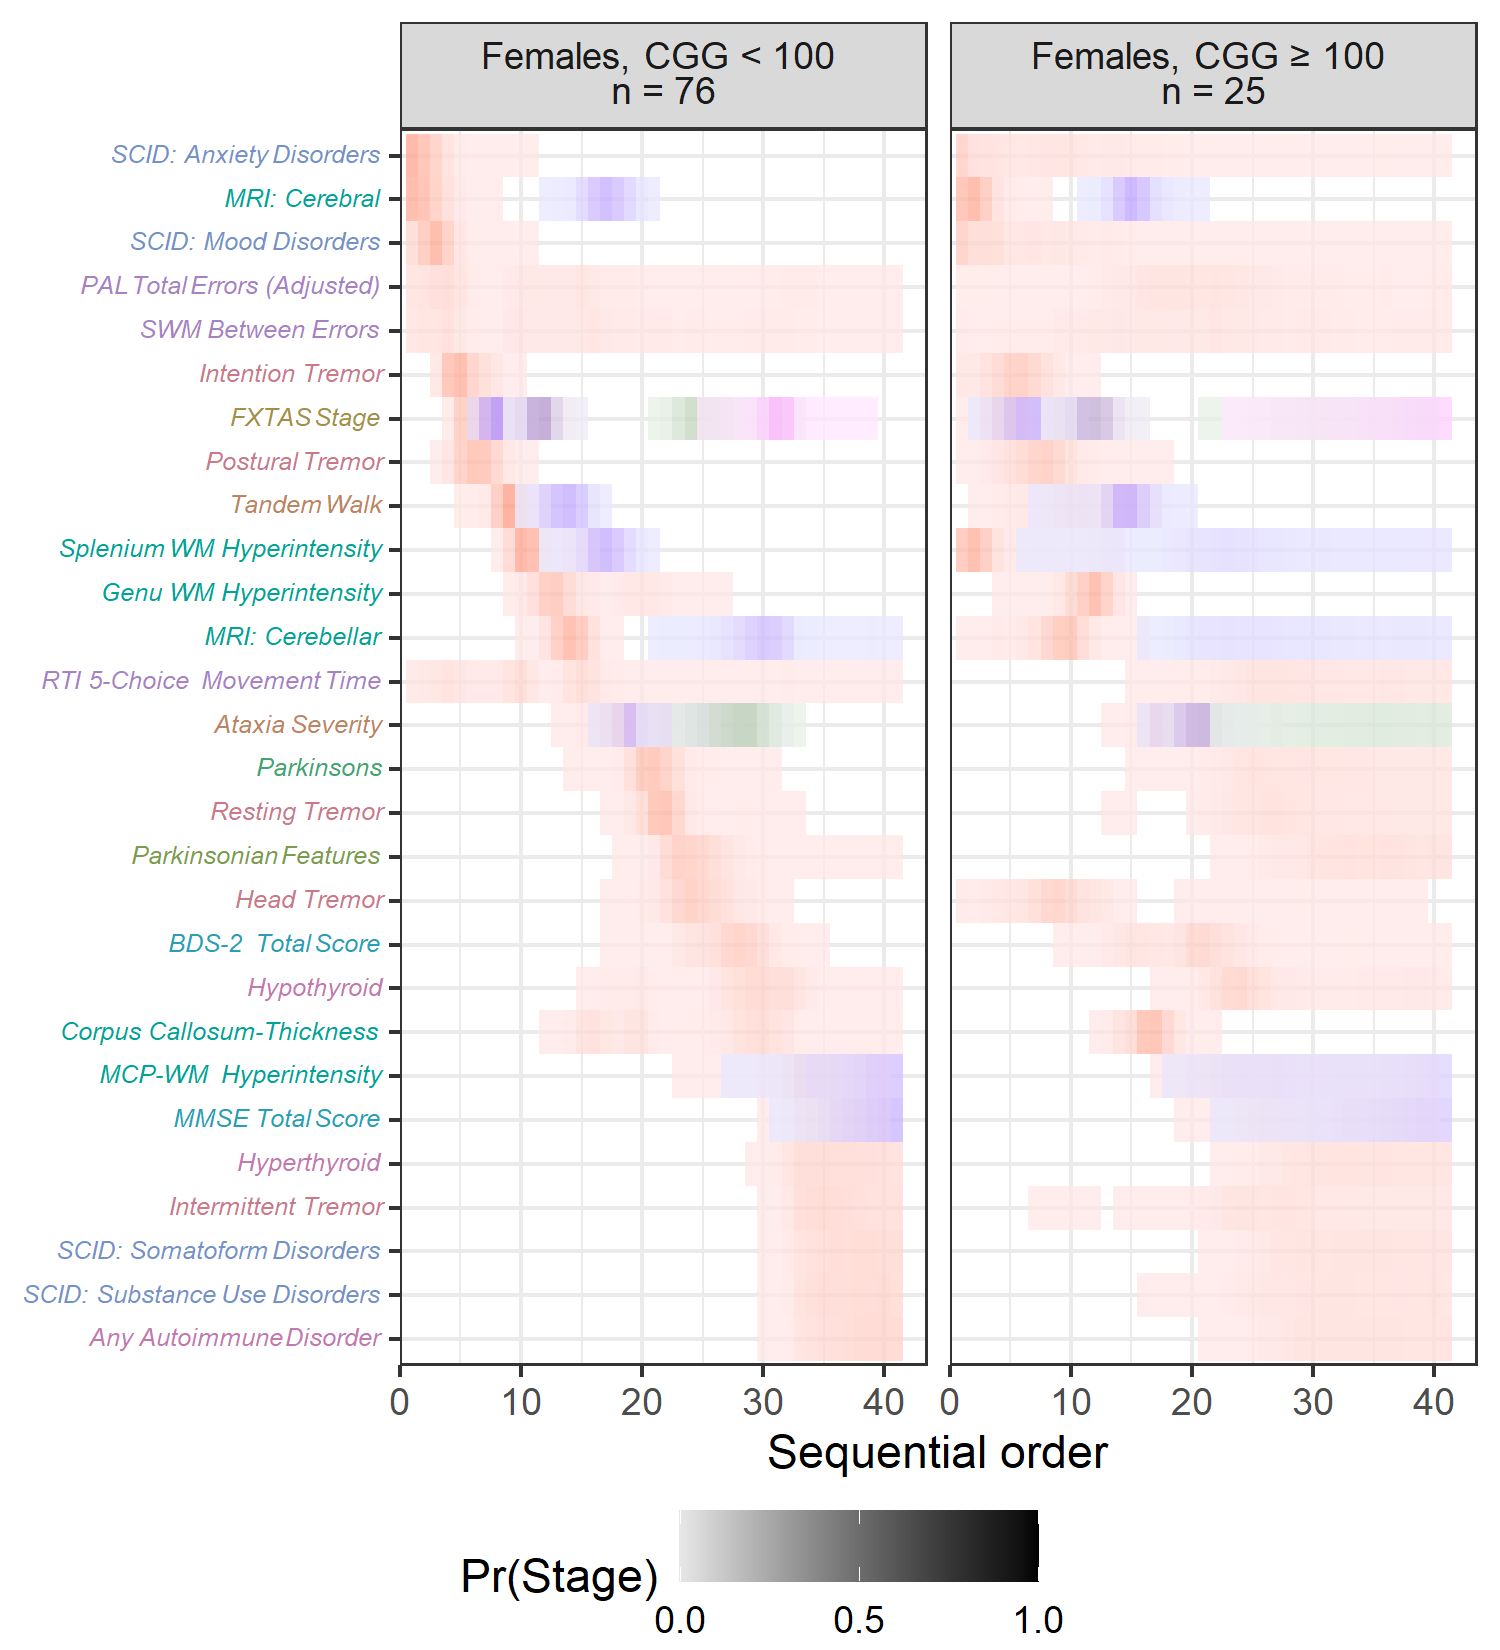 Females, CGG < 100
n = 76
Females, CGG ≥ 100
n = 25
SCID: Anxiety Disorders
MRI: Cerebral
SCID: Mood Disorders
PAL Total Errors (Adjusted)
SWM Between Errors
Intention Tremor
FXTAS Stage
Postural Tremor
Tandem Walk
Splenium WM Hyperintensity
Genu WM Hyperintensity
MRI: Cerebellar
RTI 5-Choice Movement Time
Ataxia Severity
Parkinsons
Resting Tremor
Parkinsonian Features
Head Tremor
BDS-2 Total Score
Hypothyroid
Corpus Callosum-Thickness
MCP-WM Hyperintensity
MMSE Total Score
Hyperthyroid
Intermittent Tremor
SCID: Somatoform Disorders
SCID: Substance Use Disorders
Any Autoimmune Disorder
0 10 20 30 40 0 10 20 30 40
Sequential order
Pr(Stage)
0.0 0.5 1.0